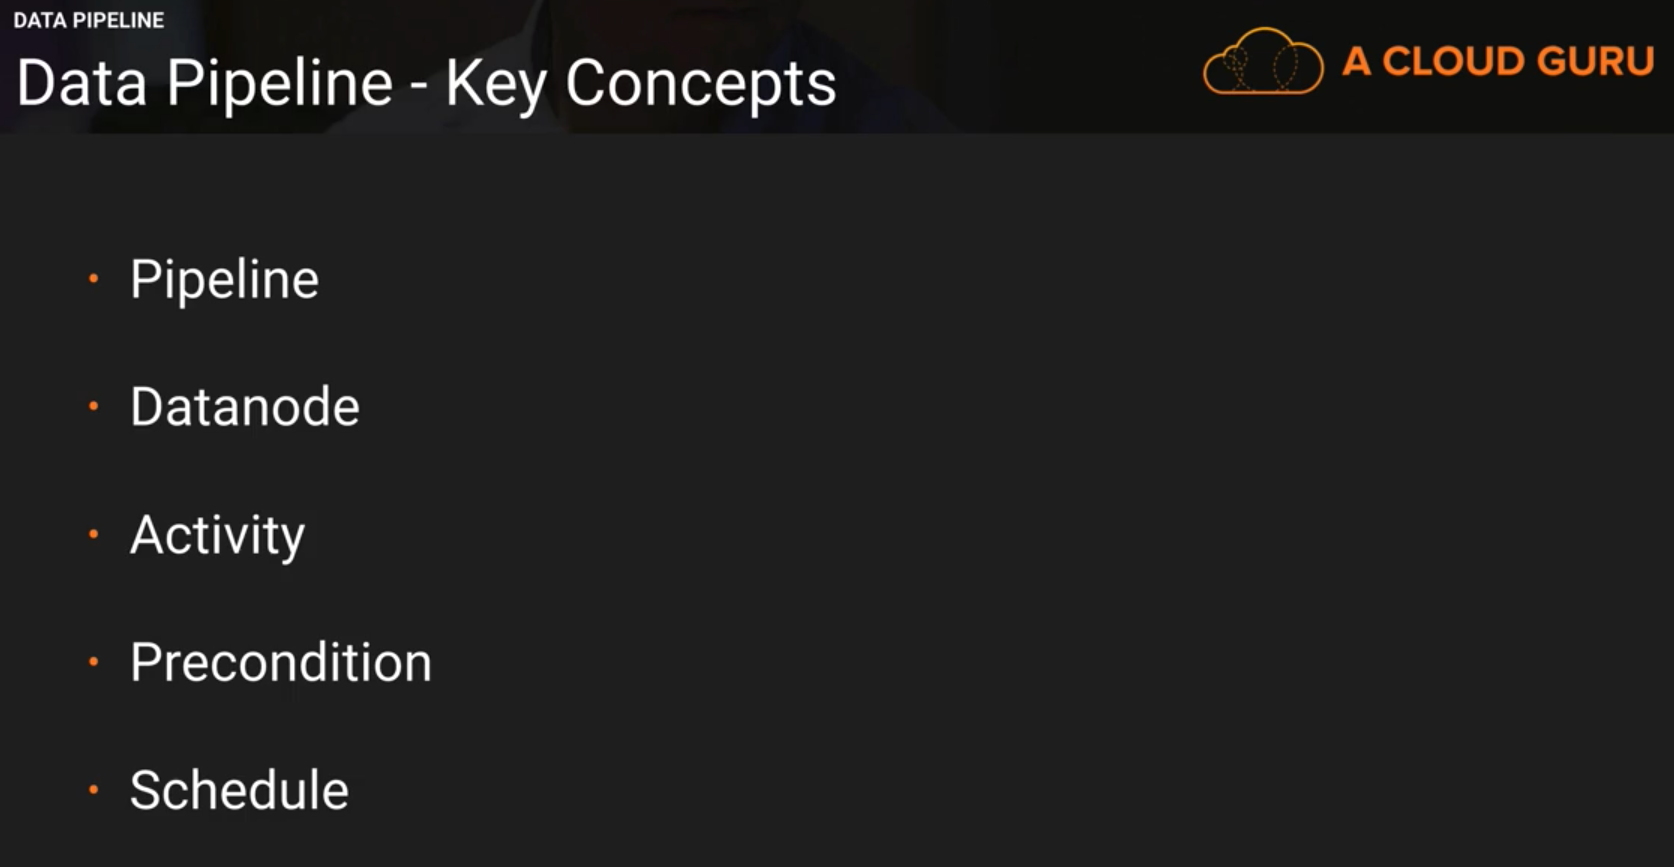 DATA PIPELINE
Data Pipeline - Key Concepts
A CLOUD GURU
• Pipeline
• Datanode
• Activity
• Precondition
• Schedule